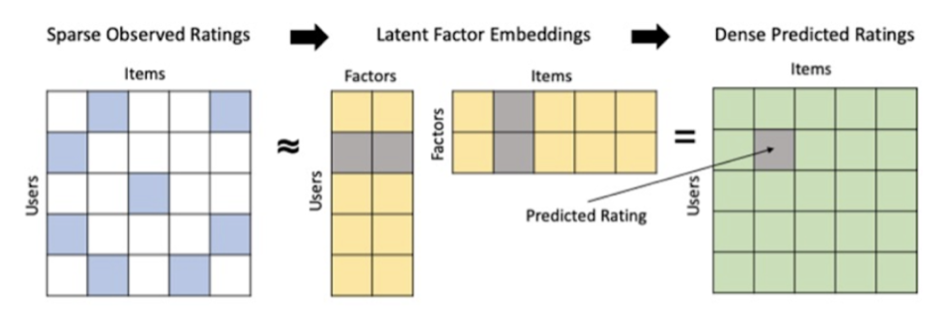 Sparse Observed Ratings
Latent Factor Embeddings
Dense Predicted Ratings
Items
Factors
Items
Items
Users
≈
Users
Factors
=
Users
Predicted Rating